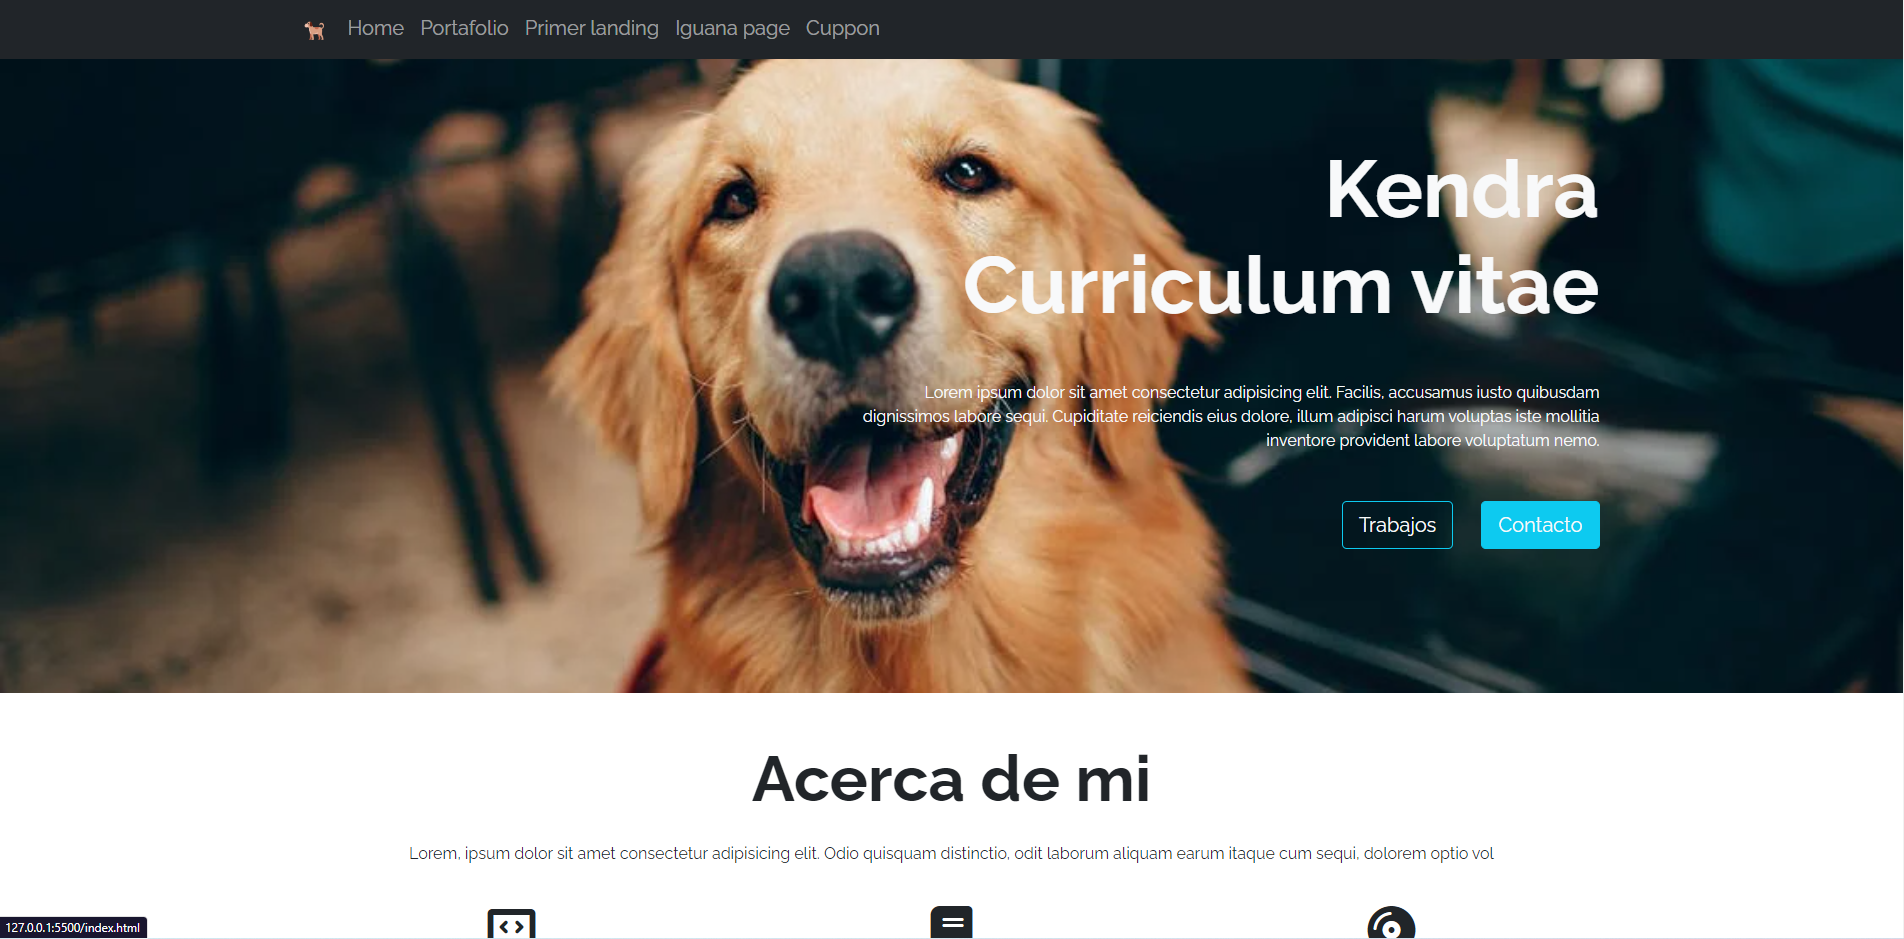 Home Portafolio Primer landing Iguana page Cuppon
Kendra
Curriculum vitae
Lorem ipsum dolor sit amet consectetur adipisicing elit. Facilis, accusamus iusto quibusdam
dignissimos labore sequi. Cupiditate reiciendis eius dolore, illum adipisci harum voluptas iste mollitia
inventore provident labore voluptatum nemo.
Trabajos Contacto
Acerca de mi
Lorem, ipsum dolor sit amet consectetur adipisicing elit. Odio quisquam distinctio, odit laborum aliquam earum itaque cum sequi, dolorem optio vol
127.0.0.1:5500/index.html